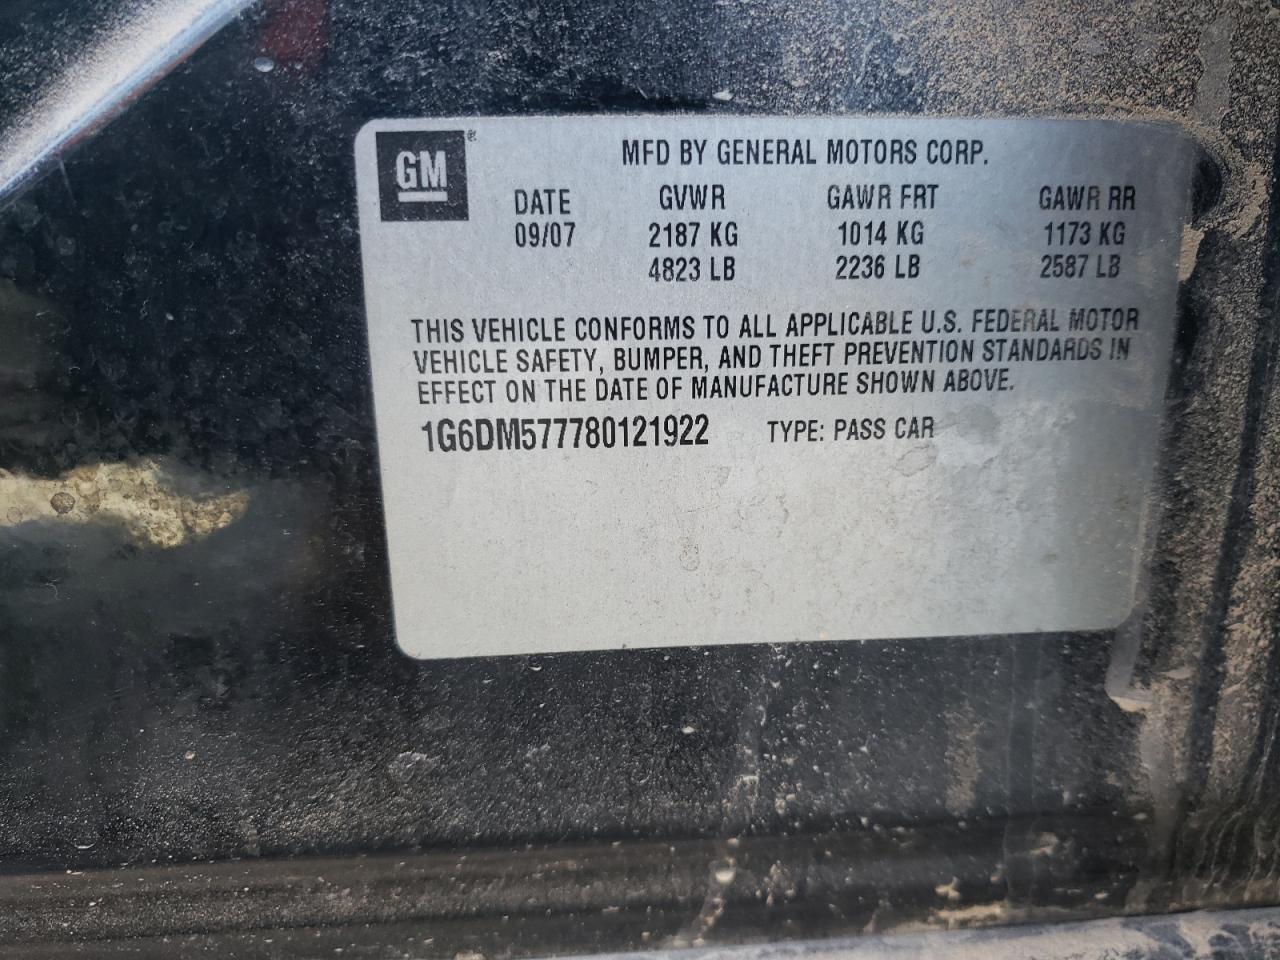 GM
®
MFD BY GENERAL MOTORS CORP.
DATE GVWR GAWR FRT GAWR RR
09/07 2187 KG 1014 KG 1173 KG
4823 LB 2236 LB 2587 LB
THIS VEHICLE CONFORMS TO ALL APPLICABLE U.S. FEDERAL MOTOR
VEHICLE SAFETY, BUMPER, AND THEFT PREVENTION STANDARDS IN
EFFECT ON THE DATE OF MANUFACTURE SHOWN ABOVE.
1G6DM577780121922 TYPE: PASS CAR